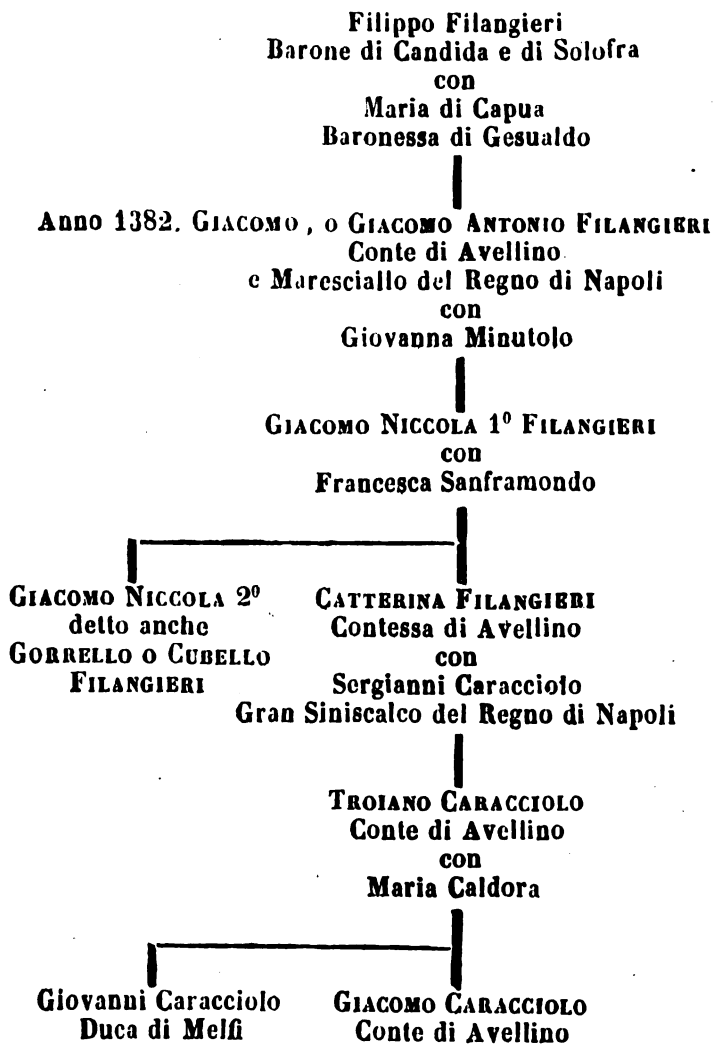 Filippo Filangieri
Barone di Candida e di Solofra
con
Maria di Capua
Baronessa di Gesualdo
Anno 1382. GIACOMO, o GIACOMO ANTONIO FILANGIERI
Conte di Avellino
e Maresciallo del Regno di Napoli
con
Giovanna Minutolo
GIACOMO NICCOLA 1º FILANGIERI
con
Francesca Sanframondo
GIACOMO NICCOLA 2º
detto anche
GORRELLO O CUBELLO
FILANGIERI
CATTERINA FILANGIERI
Contessa di Avellino
con
Sergianni Caracciolo
Gran Siniscalco del Regno di Napoli
TROIANO CARACCIOLO
Conte di Avellino
con
Maria Caldora
Giovanni Caracciolo
Duca di Melfi
GIACOMO CARACCIOLO
Conte di Avellino